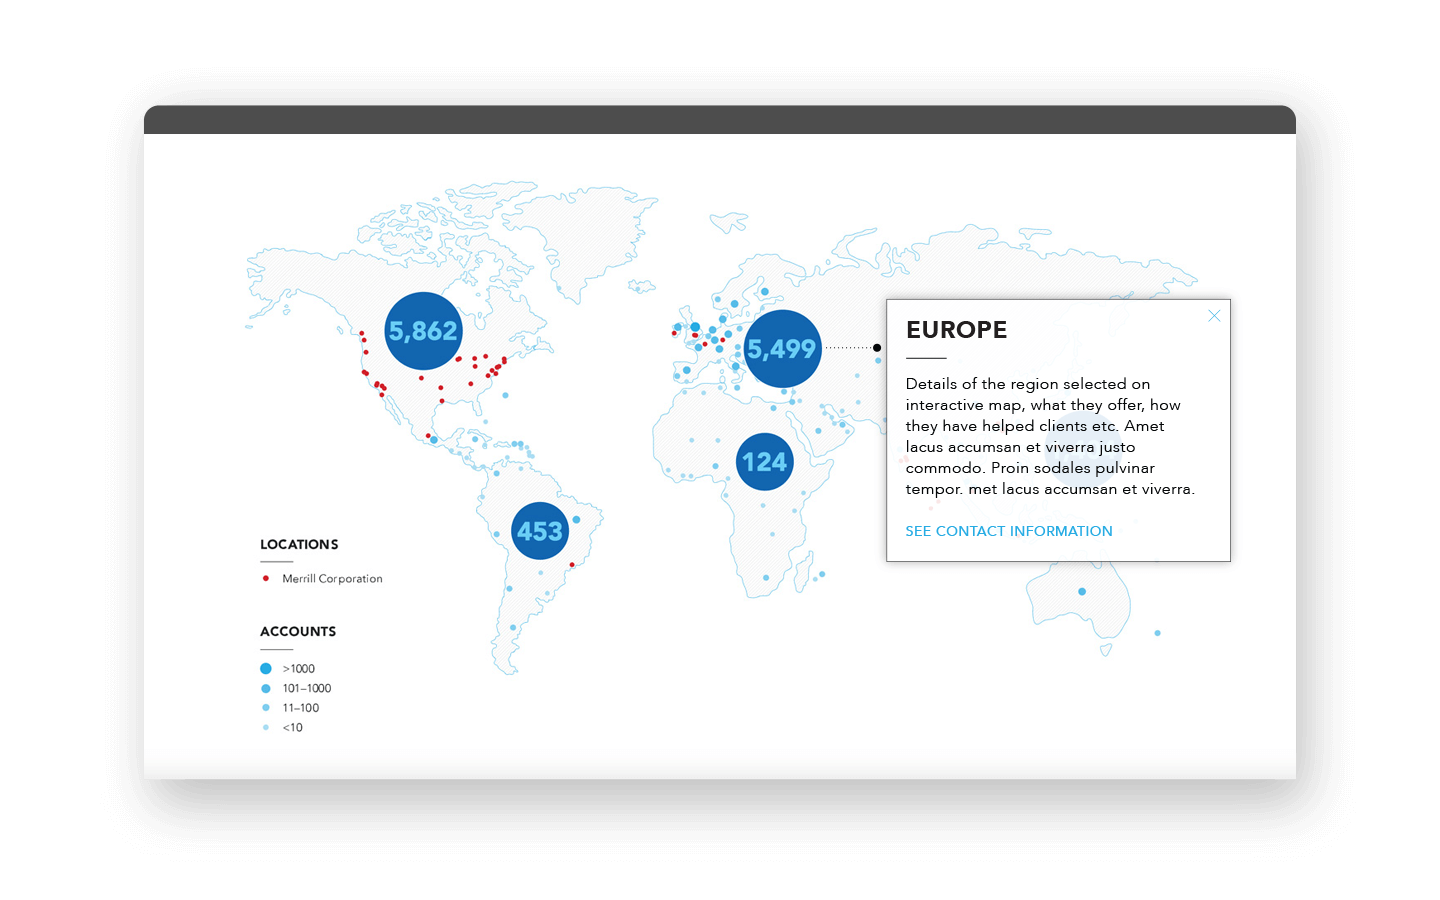 5,862
5,499
124
453
EUROPE
Details of the region selected on
interactive map, what they offer, how
they have helped clients etc. Amet
lacus accumsan et viverra justo
commodo. Proin sodales pulvinar
tempor. met lacus accumsan et viverra.
SEE CONTACT INFORMATION
LOCATIONS
Merrill Corporation
ACCOUNTS
>1000
101–1000
11–100
<10